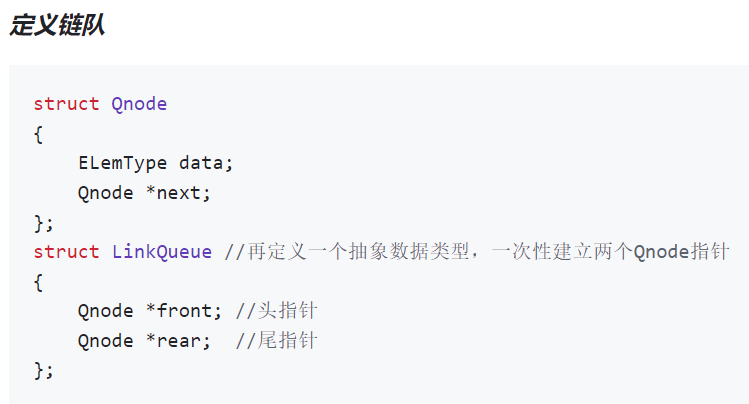 定义链队
struct Qnode
{
    ELemType data;
    Qnode *next;
};
struct LinkQueue //再定义一个抽象数据类型，一次性建立两个Qnode指针
{
    Qnode *front; //头指针
    Qnode *rear;  //尾指针
};